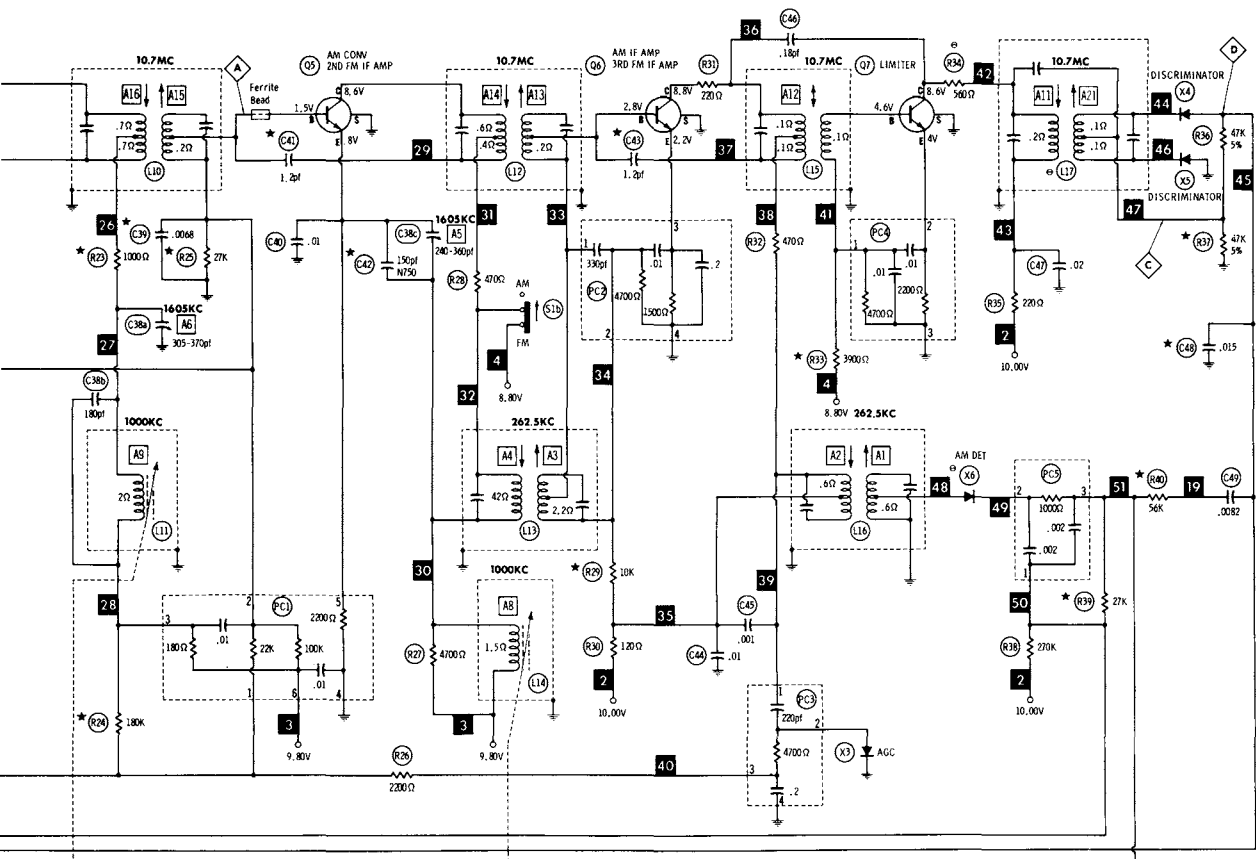 C46
36
.18pf
AM CONV
Q5 2ND FM IF AMP
AM IF AMP
Q6 3RD FM IF AMP
R31
220Ω
Q7 LIMITER
R34
560Ω
42
D
10.7MC
10.7MC
10.7MC
10.7MC
A16 A15
A
Ferrite
Bead
8.6V
C
1.5V
B
S
E
.8V
A14 A13
8.8V
C
2.8V
B
S
E
2.2V
A12
8.6V
C
4.6V
B
S
E
4V
A11 A21
DISCRIMINATOR
X4
44
R36
47K
5%
.7Ω
.7Ω
.2Ω
L10
★ C41
1.2pf
29
.6Ω
.4Ω
.2Ω
L12
★ C43
1.2pf
37
.1Ω
.1Ω
.1Ω
L15
.2Ω
.1Ω
.1Ω
L17
46
X5
DISCRIMINATOR
45
47
26
★ C39
.0068
★ R23
1000Ω
★ R25
27K
C40
.01
★ C42
150pf
N750
1605KC
C38c
A5
240-360pf
31
R28
470Ω
33
1
330pf
PC2
.01
3
.2
4700Ω
1500Ω
2
4
38
R32
470Ω
41
1
PC4
.01
2
.01
2200Ω
4700Ω
3
43
C47
.02
R35
220Ω
2
10.00V
C
★ R37
47K
5%
★ C48
.015
1605KC
C38a
A6
305-370pf
27
AM
S1b
FM
4
8.80V
32
34
★ R33
3900Ω
4
8.80V
C38b
180pf
1000KC
A9
2Ω
L11
262.5KC
A4 A3
42Ω
2.2Ω
L13
262.5KC
A2 A1
.6Ω
.6Ω
L16
48
AM DET
X6
49
PC5
2
1000Ω
3
.002
.002
1
51
★ R40
56K
19
C49
.0082
30
1000KC
A8
1.5Ω
L14
★ R29
10K
35
39
C45
.001
C44
.01
50
★ R39
27K
R38
270K
2
10.00V
28
PC1
2
3
5
2200Ω
.01
180Ω
22K
100K
.01
1
6
4
R27
4700Ω
R30
120Ω
2
10.00V
★ R24
180K
3
9.80V
3
9.80V
1
PC3
220pf
2
4700Ω
X3
AGC
3
.2
4
R26
2200Ω
40